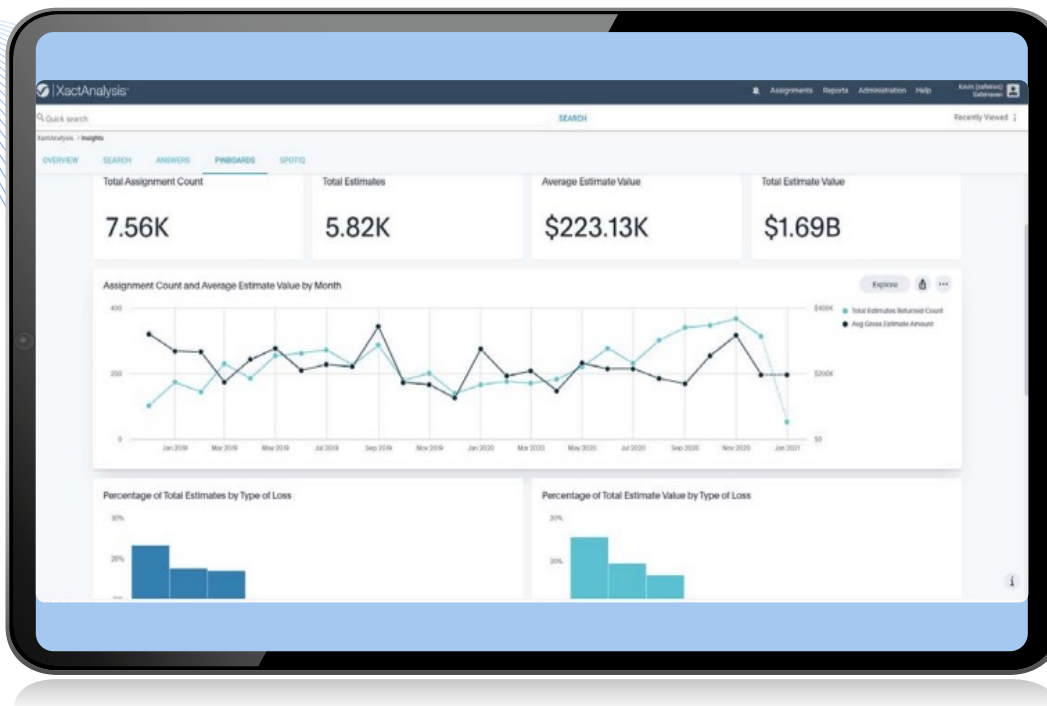 XactAnalysis®
Assignments Reports Administration Help
Quick search SEARCH Recently Viewed
XactAnalysis > Insights
OVERVIEW SEARCH ANSWERS PINBOARDS SPOTIQ
Total Assignment Count Total Estimates Average Estimate Value Total Estimate Value
7.56K 5.82K $223.13K $1.69B
Assignment Count and Average Estimate Value by Month
Explore
400 $400K
Total Estimates Returned Count
Avg Gross Estimate Amount
200 $200K
0 $0
Jan 2019 Mar 2019 May 2019 Jul 2019 Sep 2019 Nov 2019 Jan 2020 Mar 2020 May 2020 Jul 2020 Sep 2020 Nov 2020 Jan 2021
Percentage of Total Estimates by Type of Loss Percentage of Total Estimate Value by Type of Loss
30% 30%
20% 20%